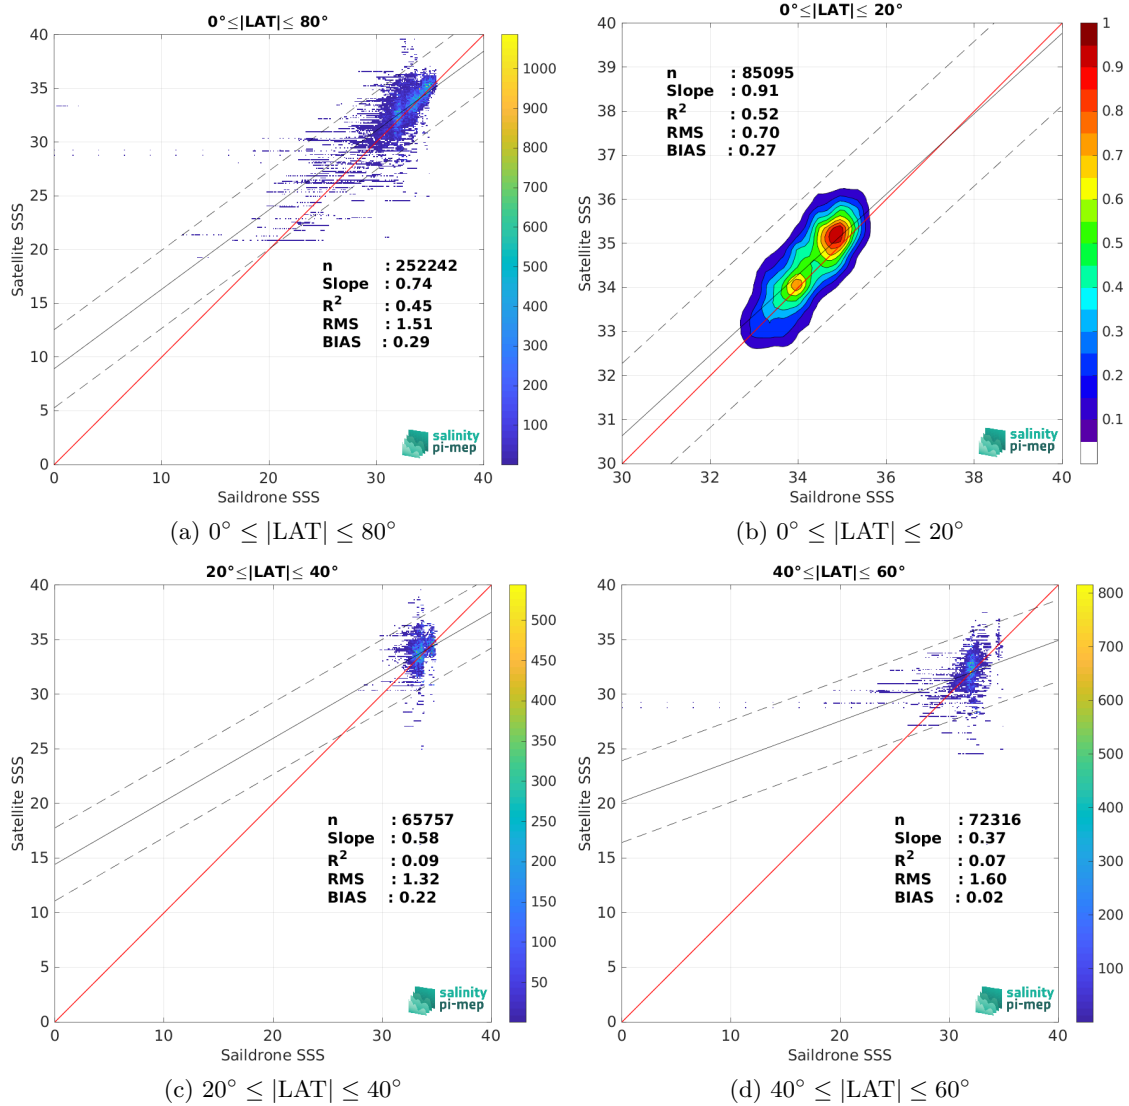 0°≤|LAT|≤ 80°
40
35
30
25
20
15
10
5
0
Satellite SSS
n : 252242
Slope : 0.74
R² : 0.45
RMS : 1.51
BIAS : 0.29
salinity
pi-mep
0 10 20 30 40
Saildrone SSS
1000
900
800
700
600
500
400
300
200
100
(a) 0° ≤ |LAT| ≤ 80°
0°≤|LAT|≤ 20°
40
39
38
37
36
35
34
33
32
31
30
Satellite SSS
n : 85095
Slope : 0.91
R² : 0.52
RMS : 0.70
BIAS : 0.27
salinity
pi-mep
30 32 34 36 38 40
Saildrone SSS
1
0.9
0.8
0.7
0.6
0.5
0.4
0.3
0.2
0.1
(b) 0° ≤ |LAT| ≤ 20°
20°≤|LAT|≤ 40°
40
35
30
25
20
15
10
5
0
Satellite SSS
n : 65757
Slope : 0.58
R² : 0.09
RMS : 1.32
BIAS : 0.22
salinity
pi-mep
0 10 20 30 40
Saildrone SSS
500
450
400
350
300
250
200
150
100
50
(c) 20° ≤ |LAT| ≤ 40°
40°≤|LAT|≤ 60°
40
35
30
25
20
15
10
5
0
Satellite SSS
n : 72316
Slope : 0.37
R² : 0.07
RMS : 1.60
BIAS : 0.02
salinity
pi-mep
0 10 20 30 40
Saildrone SSS
800
700
600
500
400
300
200
100
(d) 40° ≤ |LAT| ≤ 60°